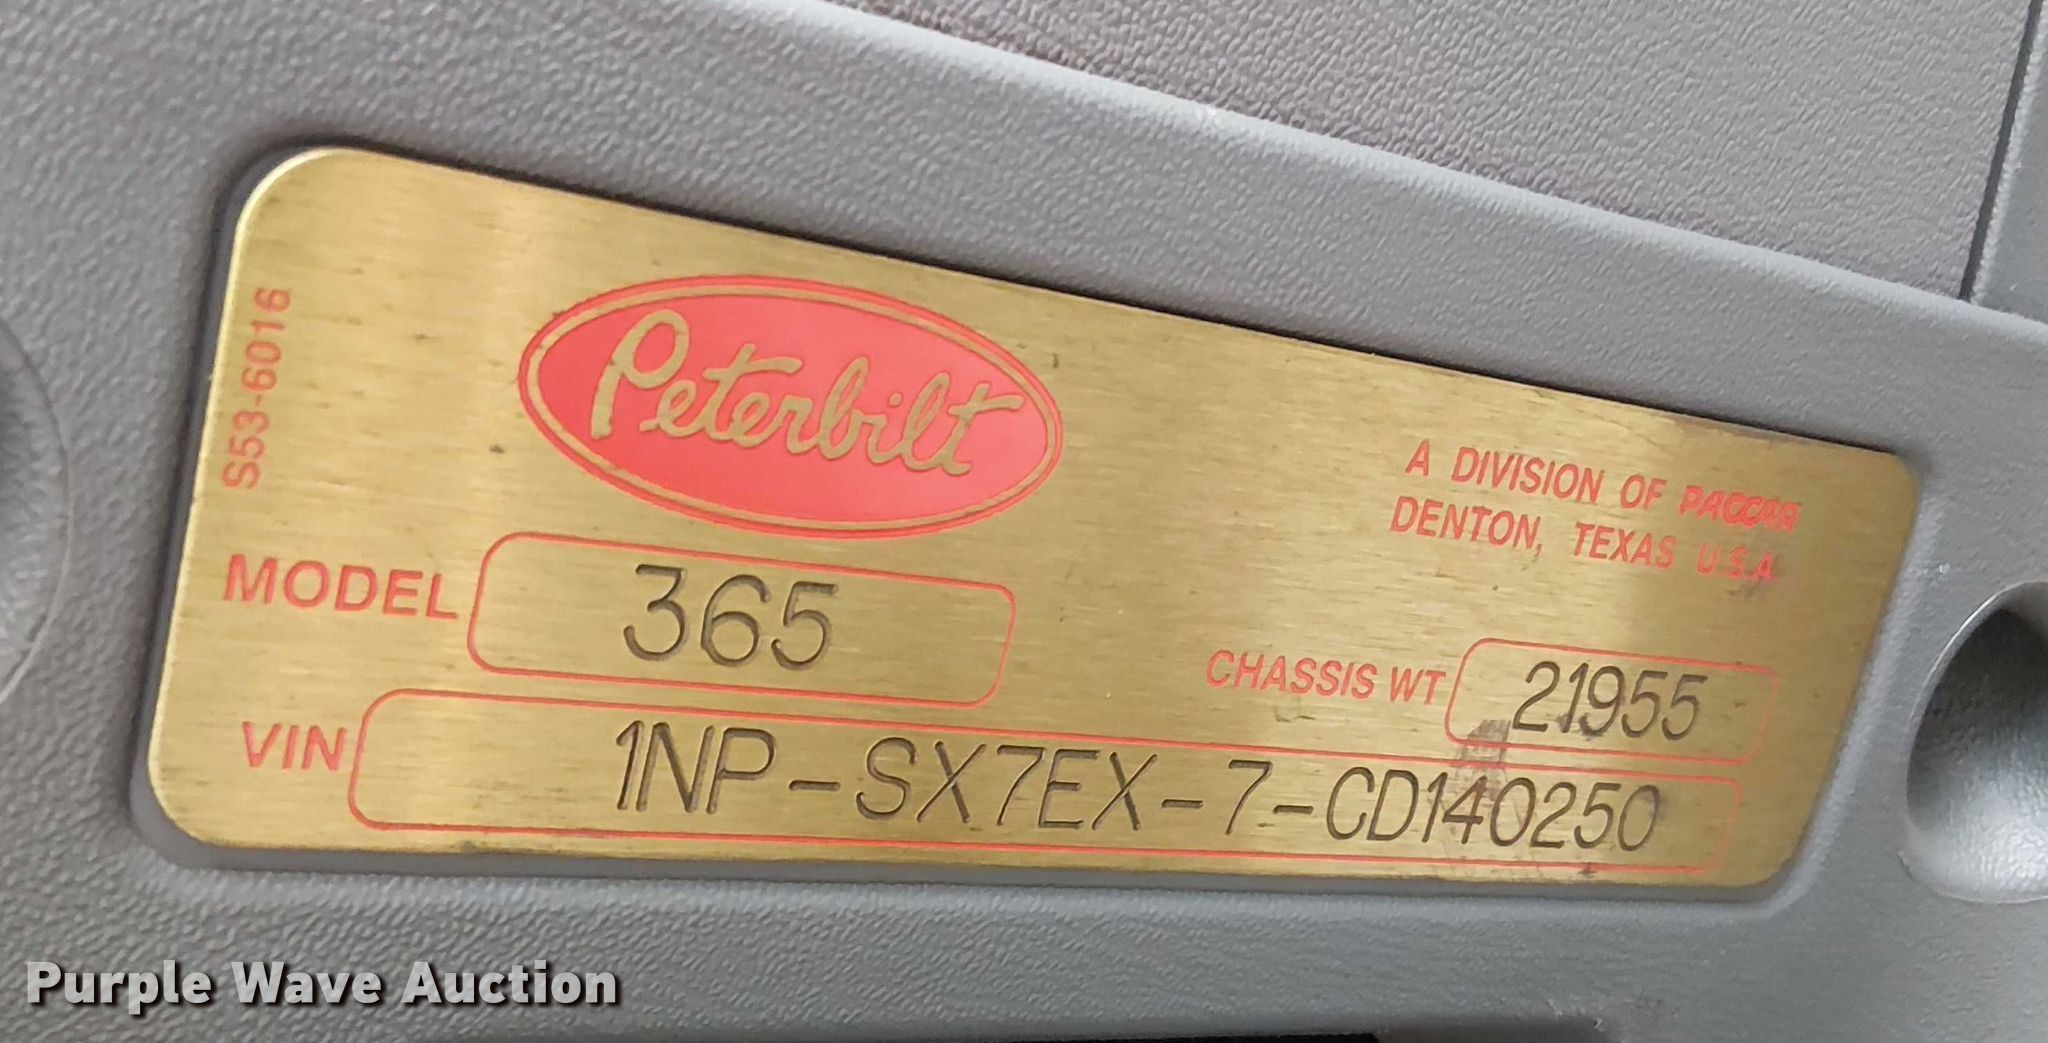 S53-6016
Peterbilt
A DIVISION OF PACCAR
DENTON, TEXAS U.S.A.
MODEL 365
CHASSIS WT 21955
VIN 1NP-SX7EX-7-CD140250
Purple Wave Auction